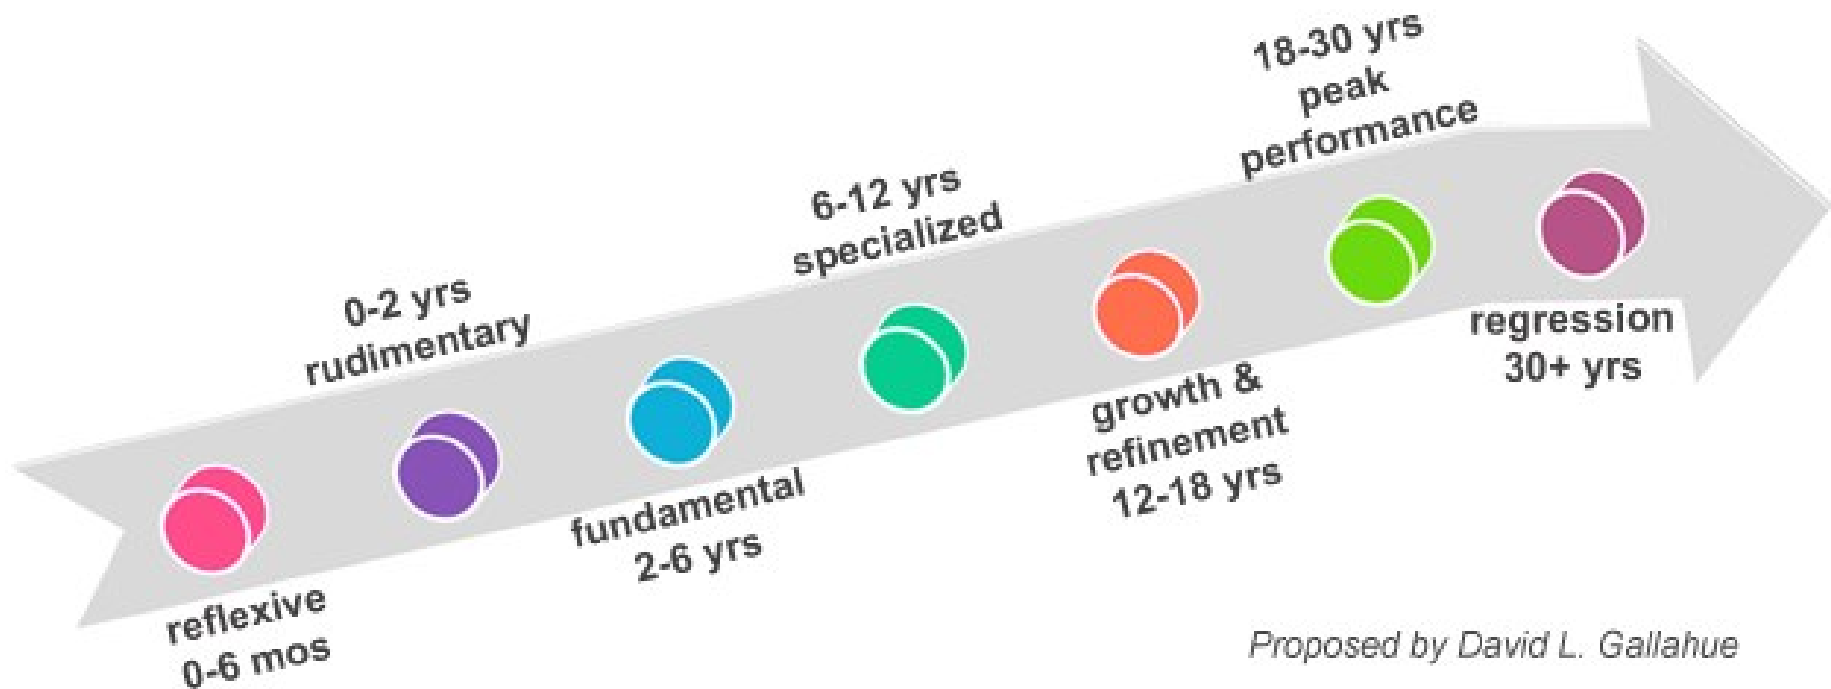 reflexive
0-6 mos
0-2 yrs
rudimentary
fundamental
2-6 yrs
6-12 yrs
specialized
growth &
refinement
12-18 yrs
18-30 yrs
peak
performance
regression
30+ yrs
Proposed by David L. Gallahue